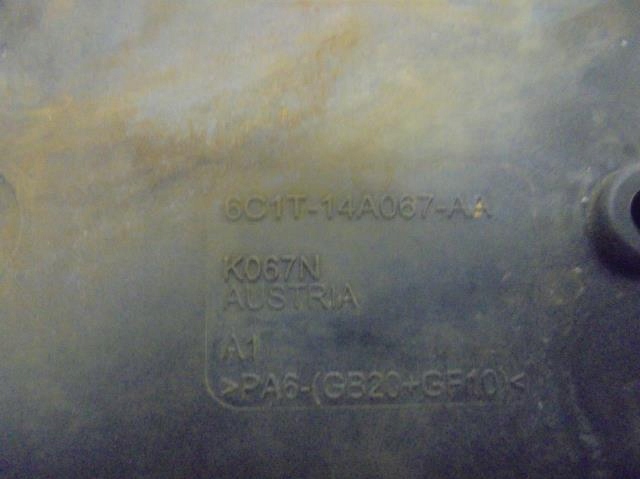 6C1T-14A067-AA
K067N
AUSTRIA
A1
>PA6-(GB20+GF10)<